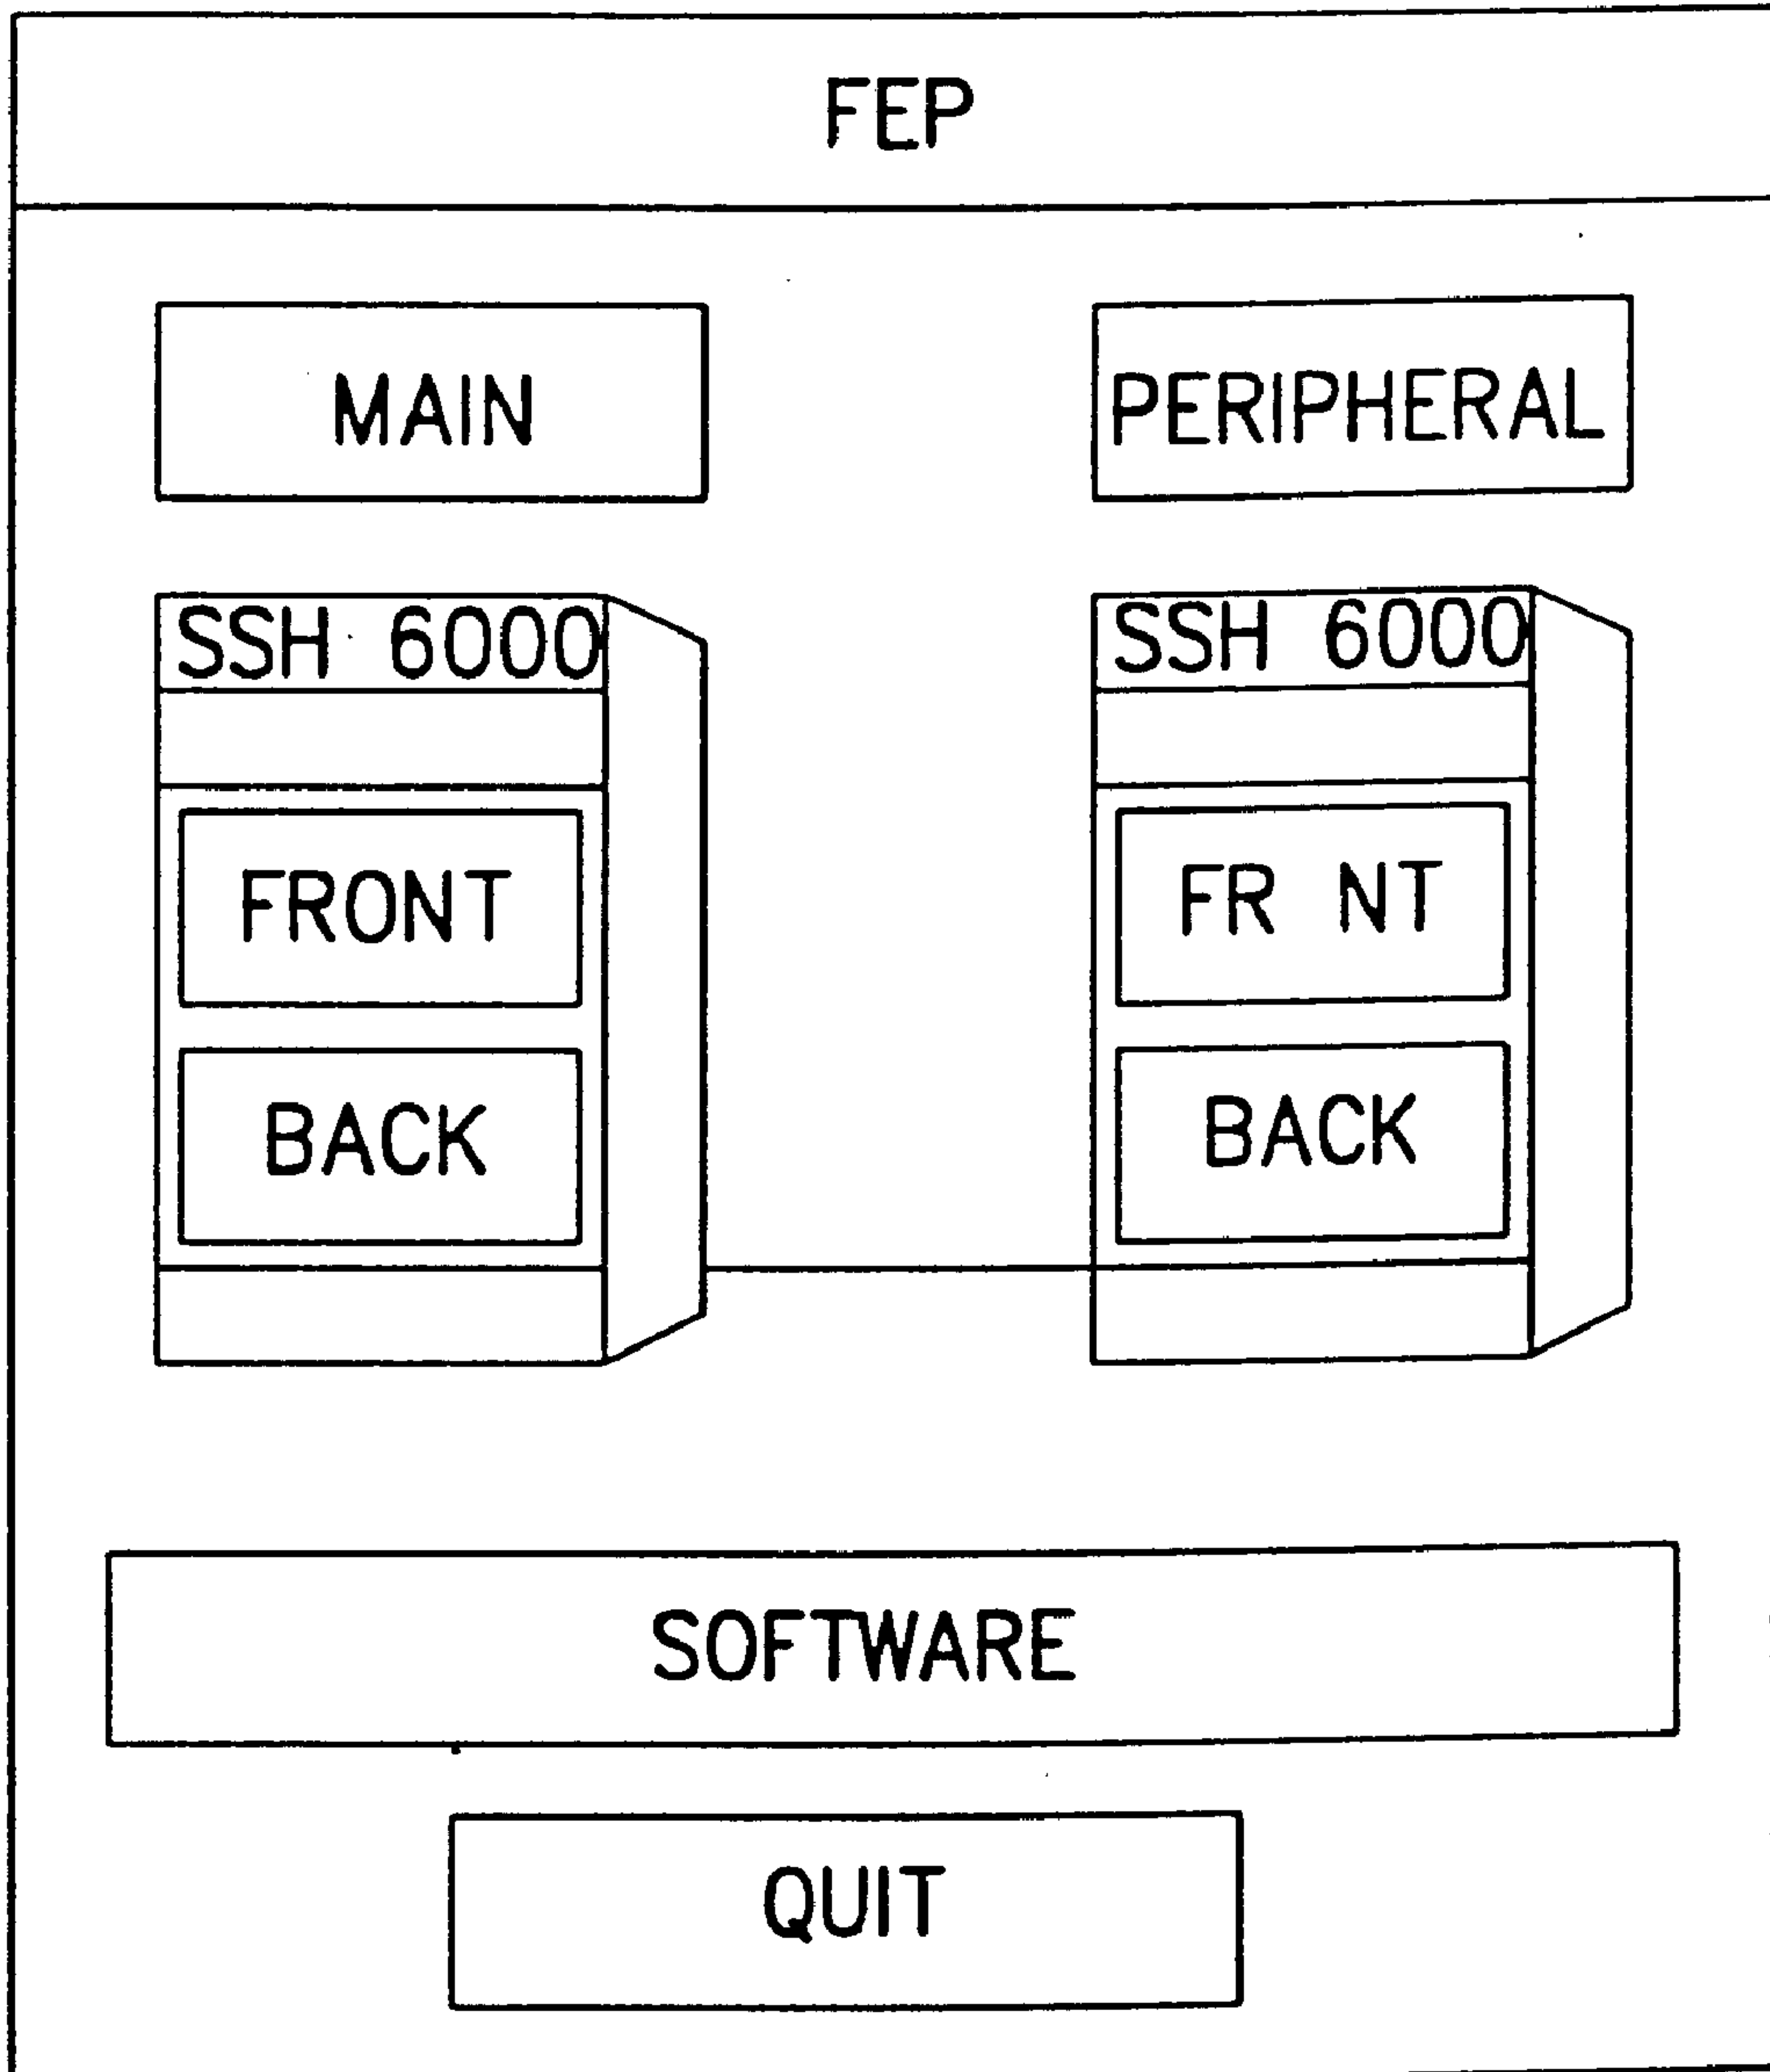 FEP
MAIN PERIPHERAL
SSH 6000 SSH 6000
FRONT FR NT
BACK BACK
SOFTWARE
QUIT